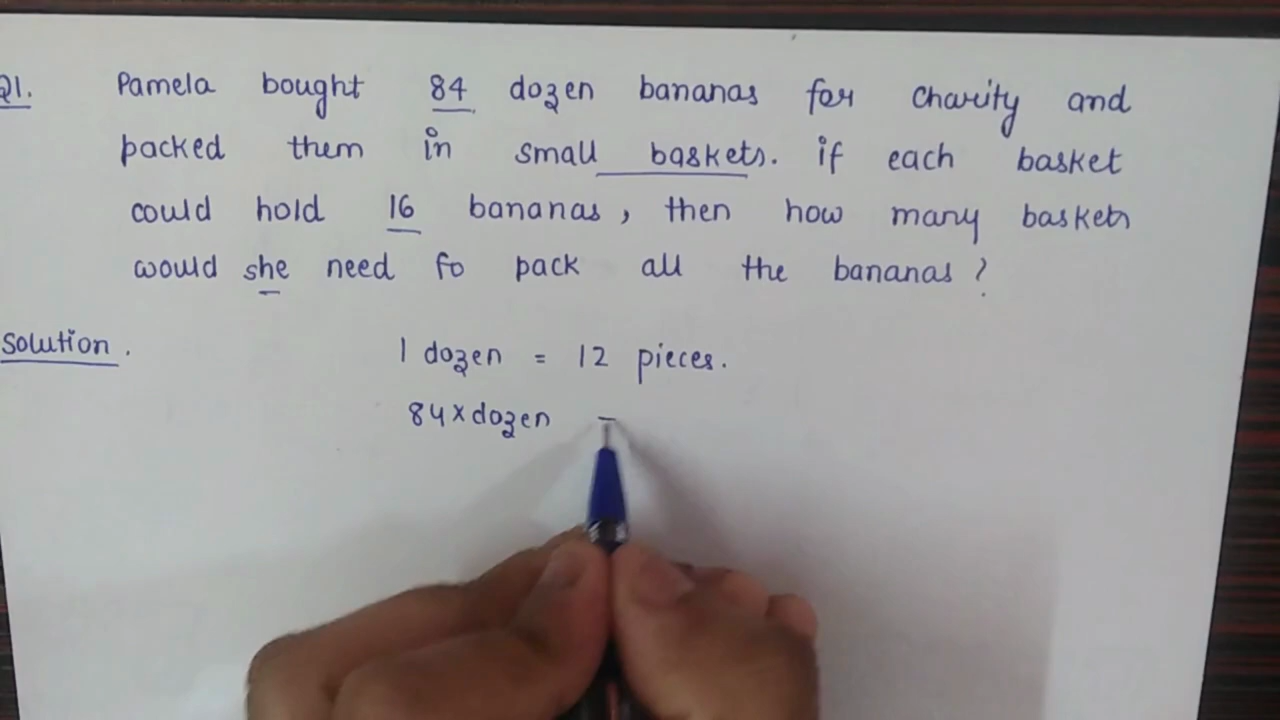 Q1. Pamela bought 84 dozen bananas for charity and
packed them in small baskets. if each basket
could hold 16 bananas, then how many baskets
would she need to pack all the bananas?
Solution. 1 dozen = 12 pieces.
84 x dozen